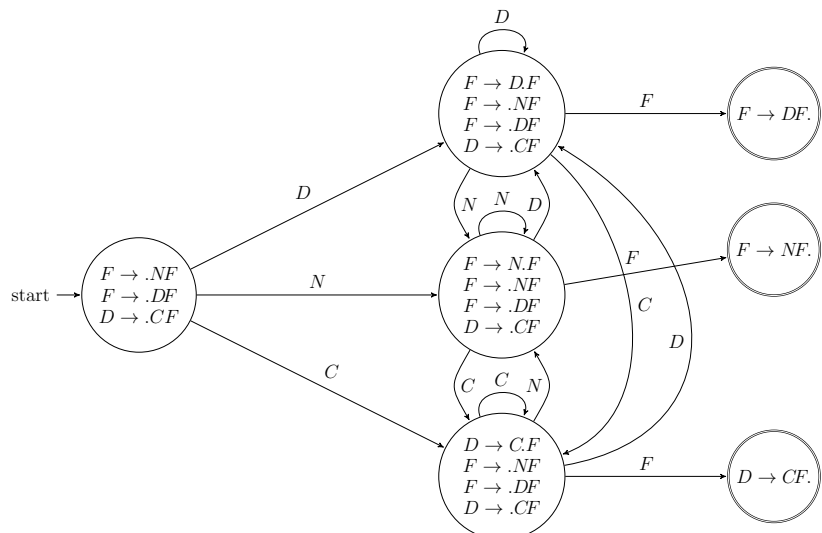 D
F → D.F
F → .NF
F → .DF
D → .CF
F
F → DF.
D
N
N
D
F → N.F
F → .NF
F → .DF
D → .CF
F
F → NF.
start
F → .NF
F → .DF
D → .CF
N
C
D
C
C
C
N
D → C.F
F → .NF
F → .DF
D → .CF
F
D → CF.